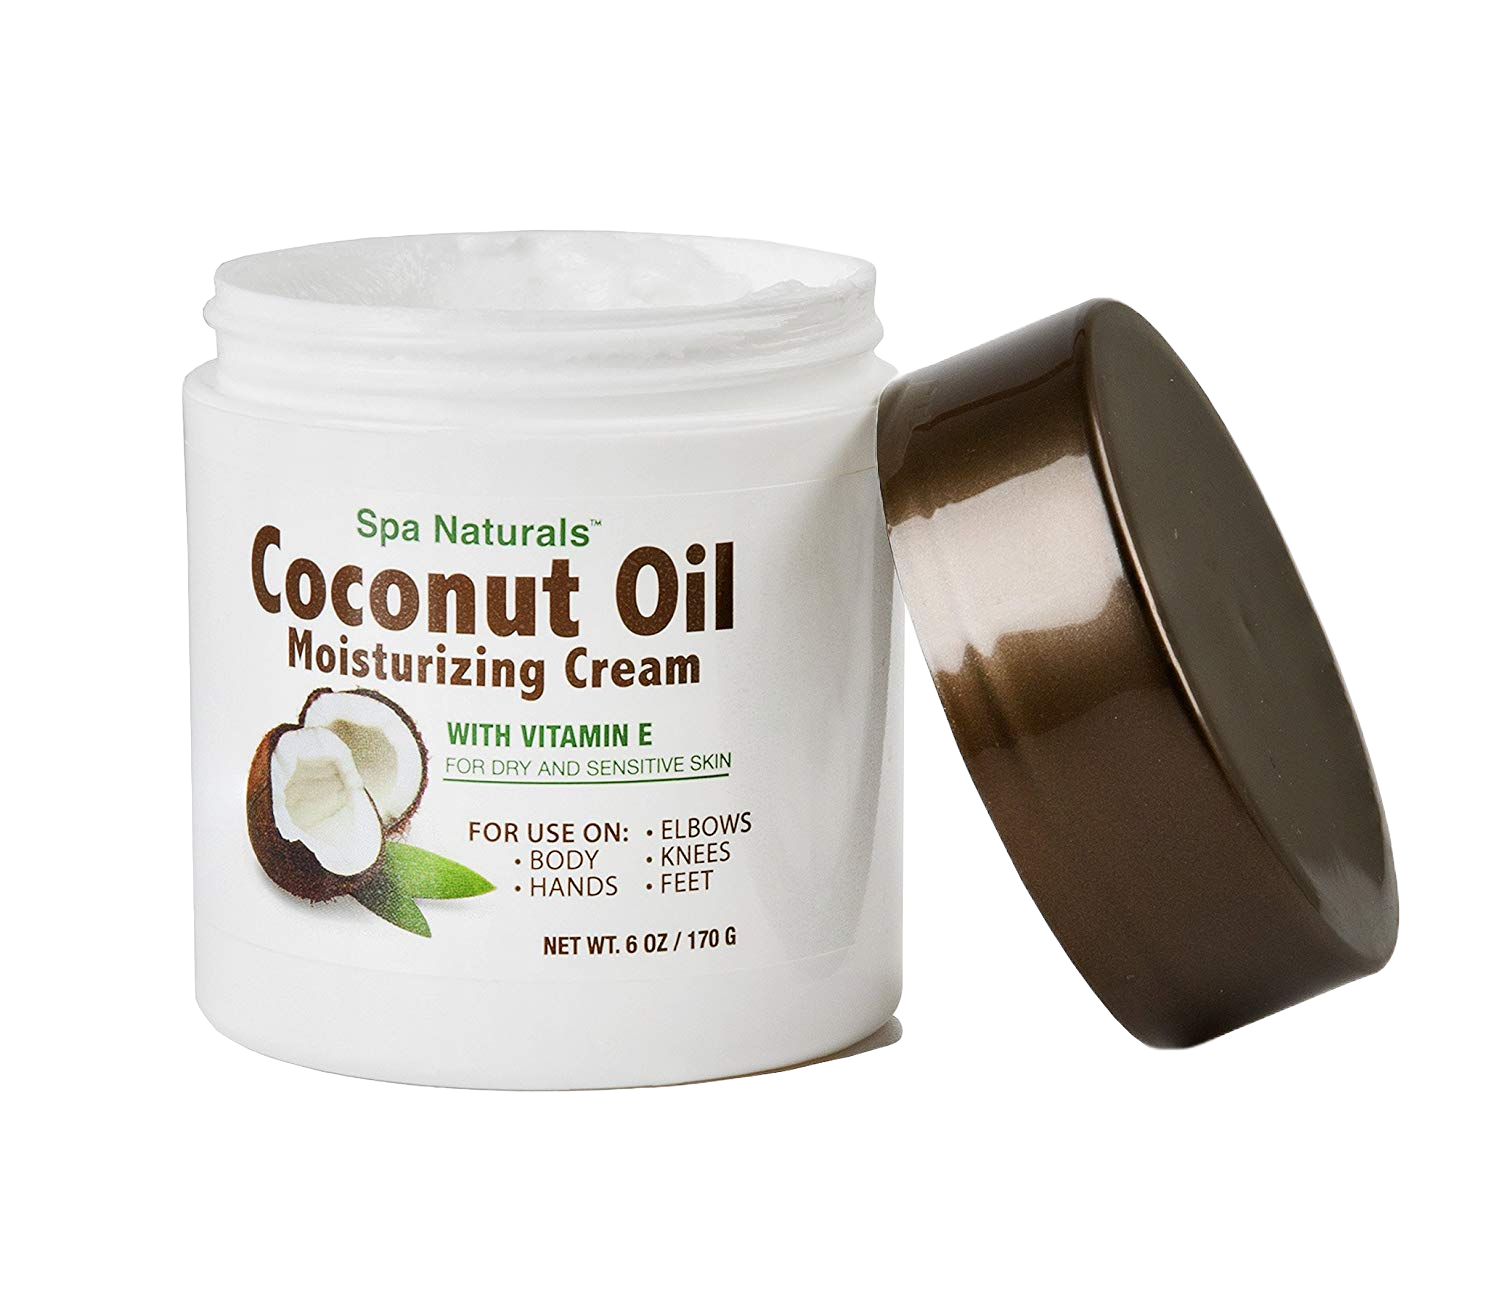 Spa Naturals™
Coconut Oil
Moisturizing Cream
WITH VITAMIN E
FOR DRY AND SENSITIVE SKIN
FOR USE ON:
• BODY
• HANDS
• ELBOWS
• KNEES
• FEET
NET WT. 6 OZ / 170 G